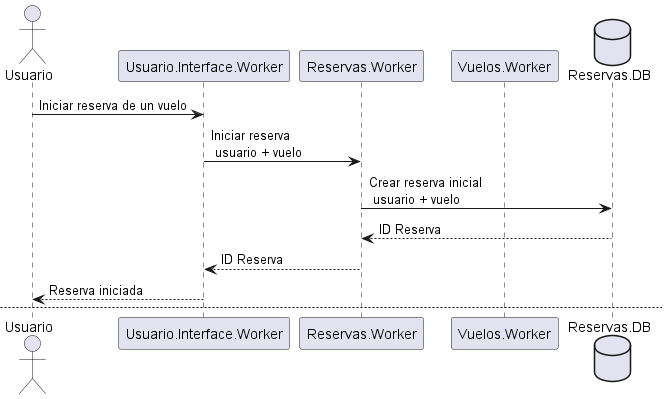 Usuario
Usuario.Interface.Worker
Reservas.Worker
Vuelos.Worker
Reservas.DB
Iniciar reserva de un vuelo
Iniciar reserva
usuario + vuelo
Crear reserva inicial
usuario + vuelo
ID Reserva
ID Reserva
Reserva iniciada
Usuario
Usuario.Interface.Worker
Reservas.Worker
Vuelos.Worker
Reservas.DB